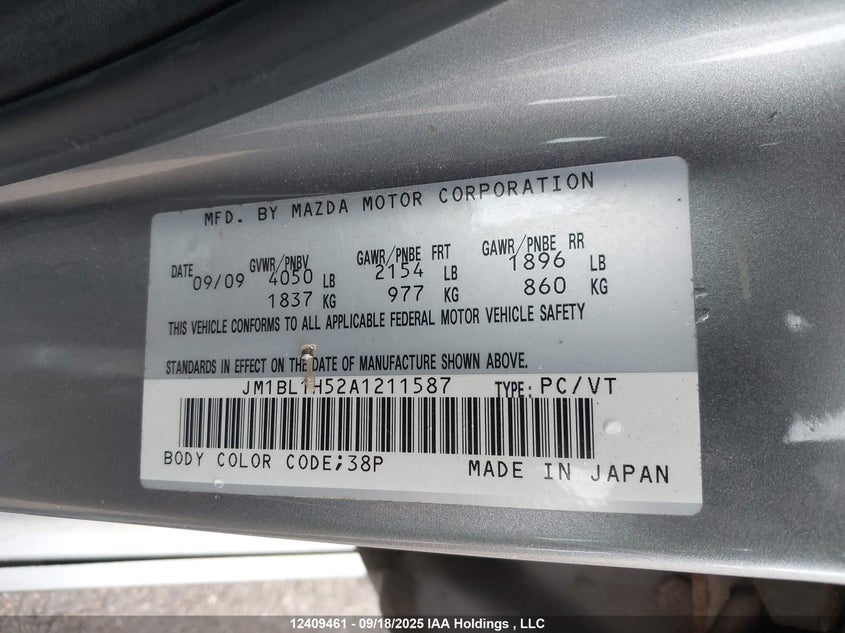 MFD. BY MAZDA MOTOR CORPORATION
DATE 09/09 GVWR/PNBV 4050 LB 1837 KG
GAWR/PNBE FRT 2154 LB 977 KG
GAWR/PNBE RR 1896 LB 860 KG
THIS VEHICLE CONFORMS TO ALL APPLICABLE FEDERAL MOTOR VEHICLE SAFETY
STANDARDS IN EFFECT ON THE DATE OF MANUFACTURE SHOWN ABOVE.
JM1BL1H52A1211587 TYPE: PC/VT
BODY COLOR CODE;38P MADE IN JAPAN
12409461 - 09/18/2025 IAA Holdings , LLC